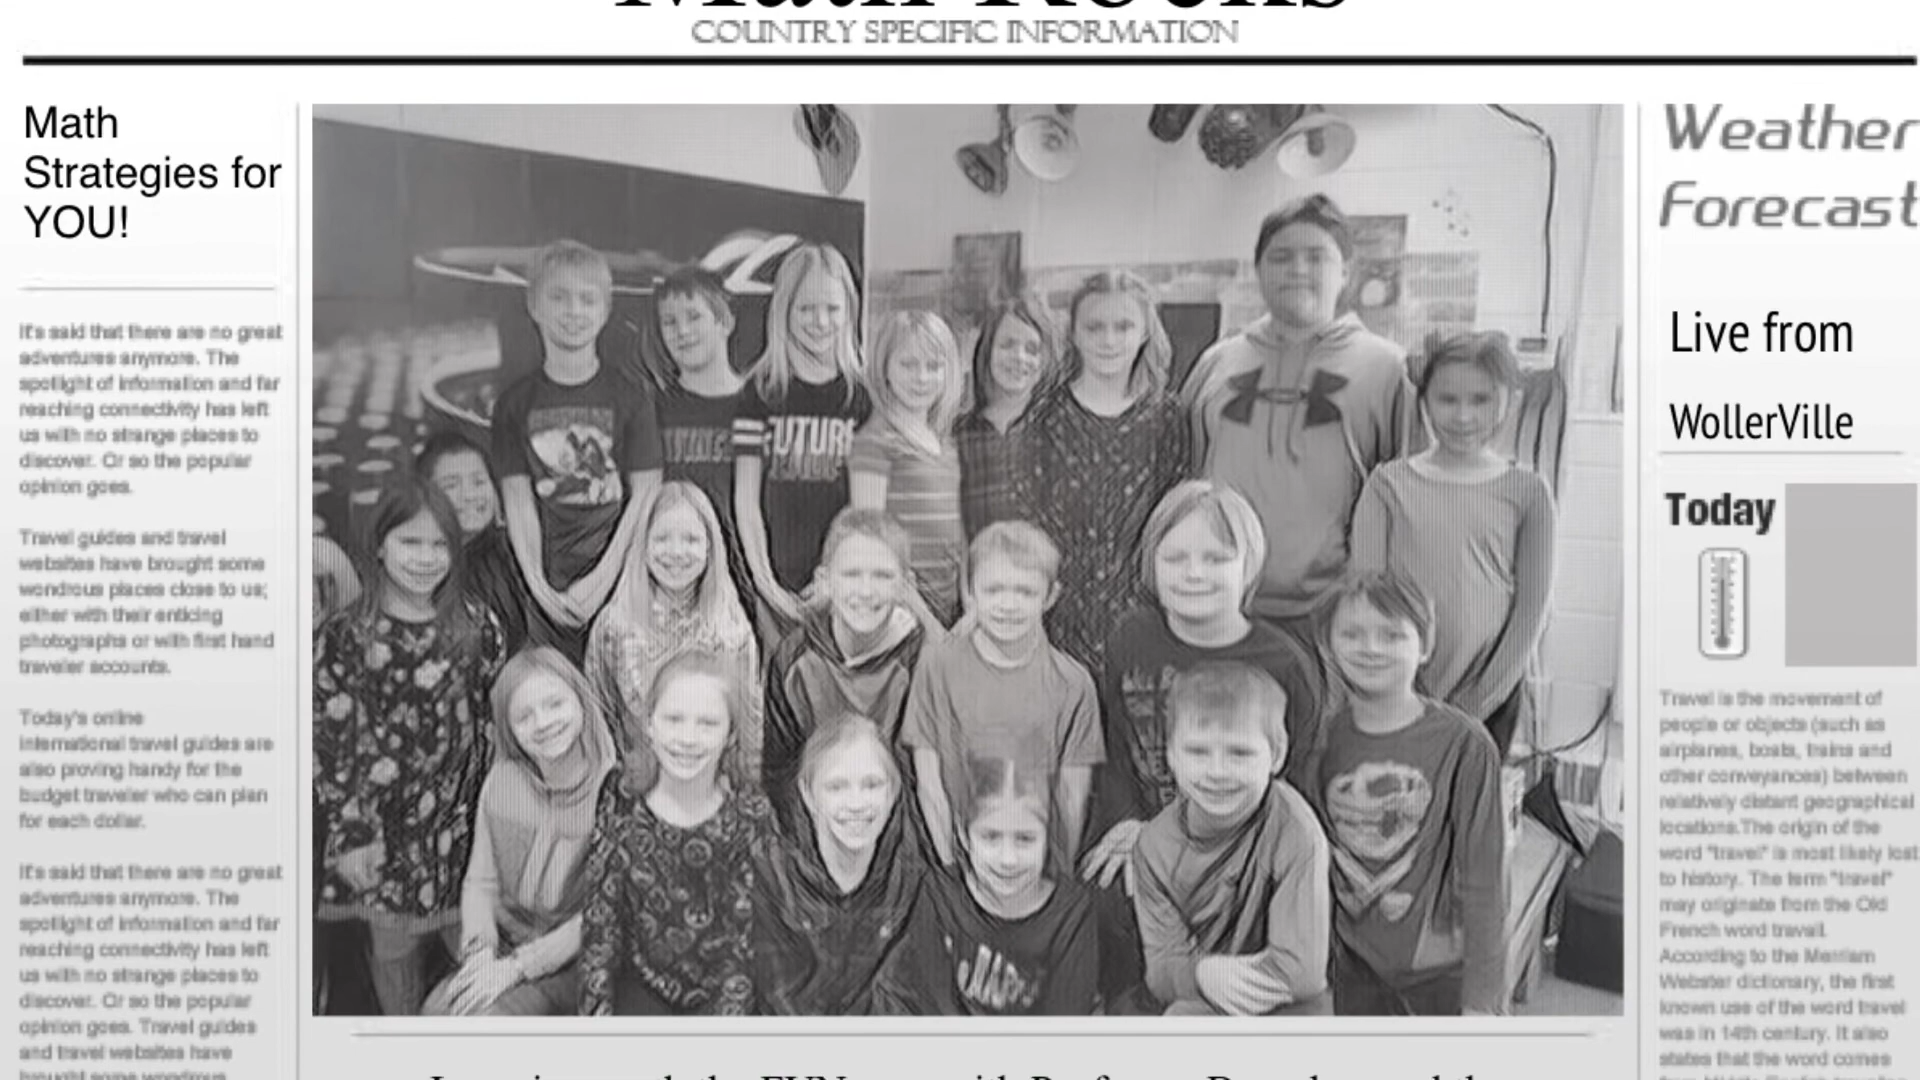 COUNTRY SPECIFIC INFORMATION
Math
Strategies for
YOU!
It's said that there are no great
adventures anymore. The
spotlight of information and far
reaching connectivity has left
us with no strange places to
discover. Or so the popular
opinion goes.
Travel guides and travel
websites have brought some
wondrous places close to us;
either with their enticing
photographs or with first hand
traveler accounts.
Today's online
international travel guides are
also proving handy for the
budget traveler who can plan
for each dollar.
It's said that there are no great
adventures anymore. The
spotlight of information and far
reaching connectivity has left
us with no strange places to
discover. Or so the popular
opinion goes. Travel guides
and travel websites have
brought some wondrous
FUTURE
Weather
Forecast
Live from
WollerVille
Today
Travel is the movement of
people or objects (such as
airplanes, boats, trains and
other conveyances) between
relatively distant geographical
locations.The origin of the
word "travel" is most likely lost
to history. The term "travel"
may originate from the Old
French word travail.
According to the Merriam
Webster dictionary, the first
known use of the word travel
was in 14th century. It also
states that the word comes